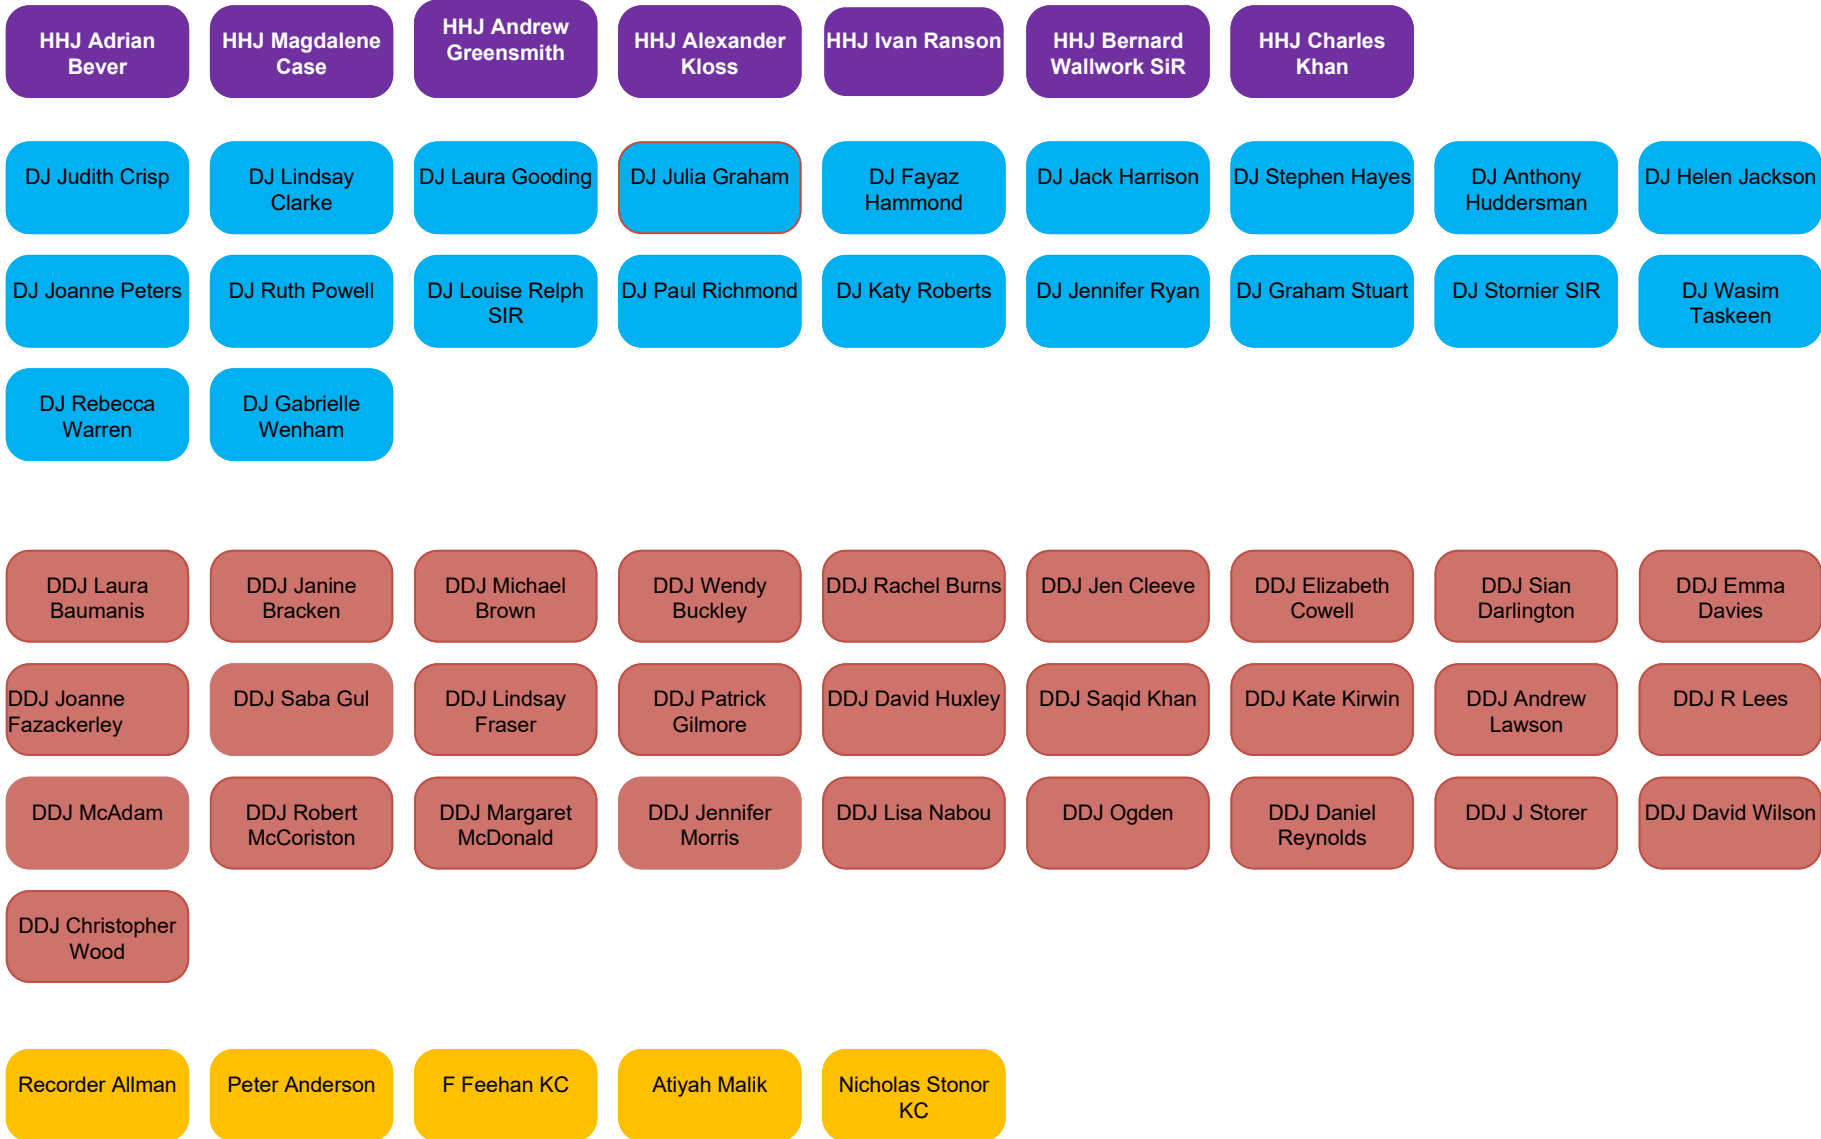 HHJ Adrian
Bever
HHJ Magdalene
Case
HHJ Andrew
Greensmith
HHJ Alexander
Kloss
HHJ Ivan Ranson
HHJ Bernard
Wallwork SiR
HHJ Charles
Khan
DJ Judith Crisp
DJ Lindsay
Clarke
DJ Laura Gooding
DJ Julia Graham
DJ Fayaz
Hammond
DJ Jack Harrison
DJ Stephen Hayes
DJ Anthony
Huddersman
DJ Helen Jackson
DJ Joanne Peters
DJ Ruth Powell
DJ Louise Relph
SIR
DJ Paul Richmond
DJ Katy Roberts
DJ Jennifer Ryan
DJ Graham Stuart
DJ Stornier SIR
DJ Wasim
Taskeen
DJ Rebecca
Warren
DJ Gabrielle
Wenham
DDJ Laura
Baumanis
DDJ Janine
Bracken
DDJ Michael
Brown
DDJ Wendy
Buckley
DDJ Rachel Burns
DDJ Jen Cleeve
DDJ Elizabeth
Cowell
DDJ Sian
Darlington
DDJ Emma
Davies
DDJ Joanne
Fazackerley
DDJ Saba Gul
DDJ Lindsay
Fraser
DDJ Patrick
Gilmore
DDJ David Huxley
DDJ Saqid Khan
DDJ Kate Kirwin
DDJ Andrew
Lawson
DDJ R Lees
DDJ McAdam
DDJ Robert
McCoriston
DDJ Margaret
McDonald
DDJ Jennifer
Morris
DDJ Lisa Nabou
DDJ Ogden
DDJ Daniel
Reynolds
DDJ J Storer
DDJ David Wilson
DDJ Christopher
Wood
Recorder Allman
Peter Anderson
F Feehan KC
Atiyah Malik
Nicholas Stonor
KC